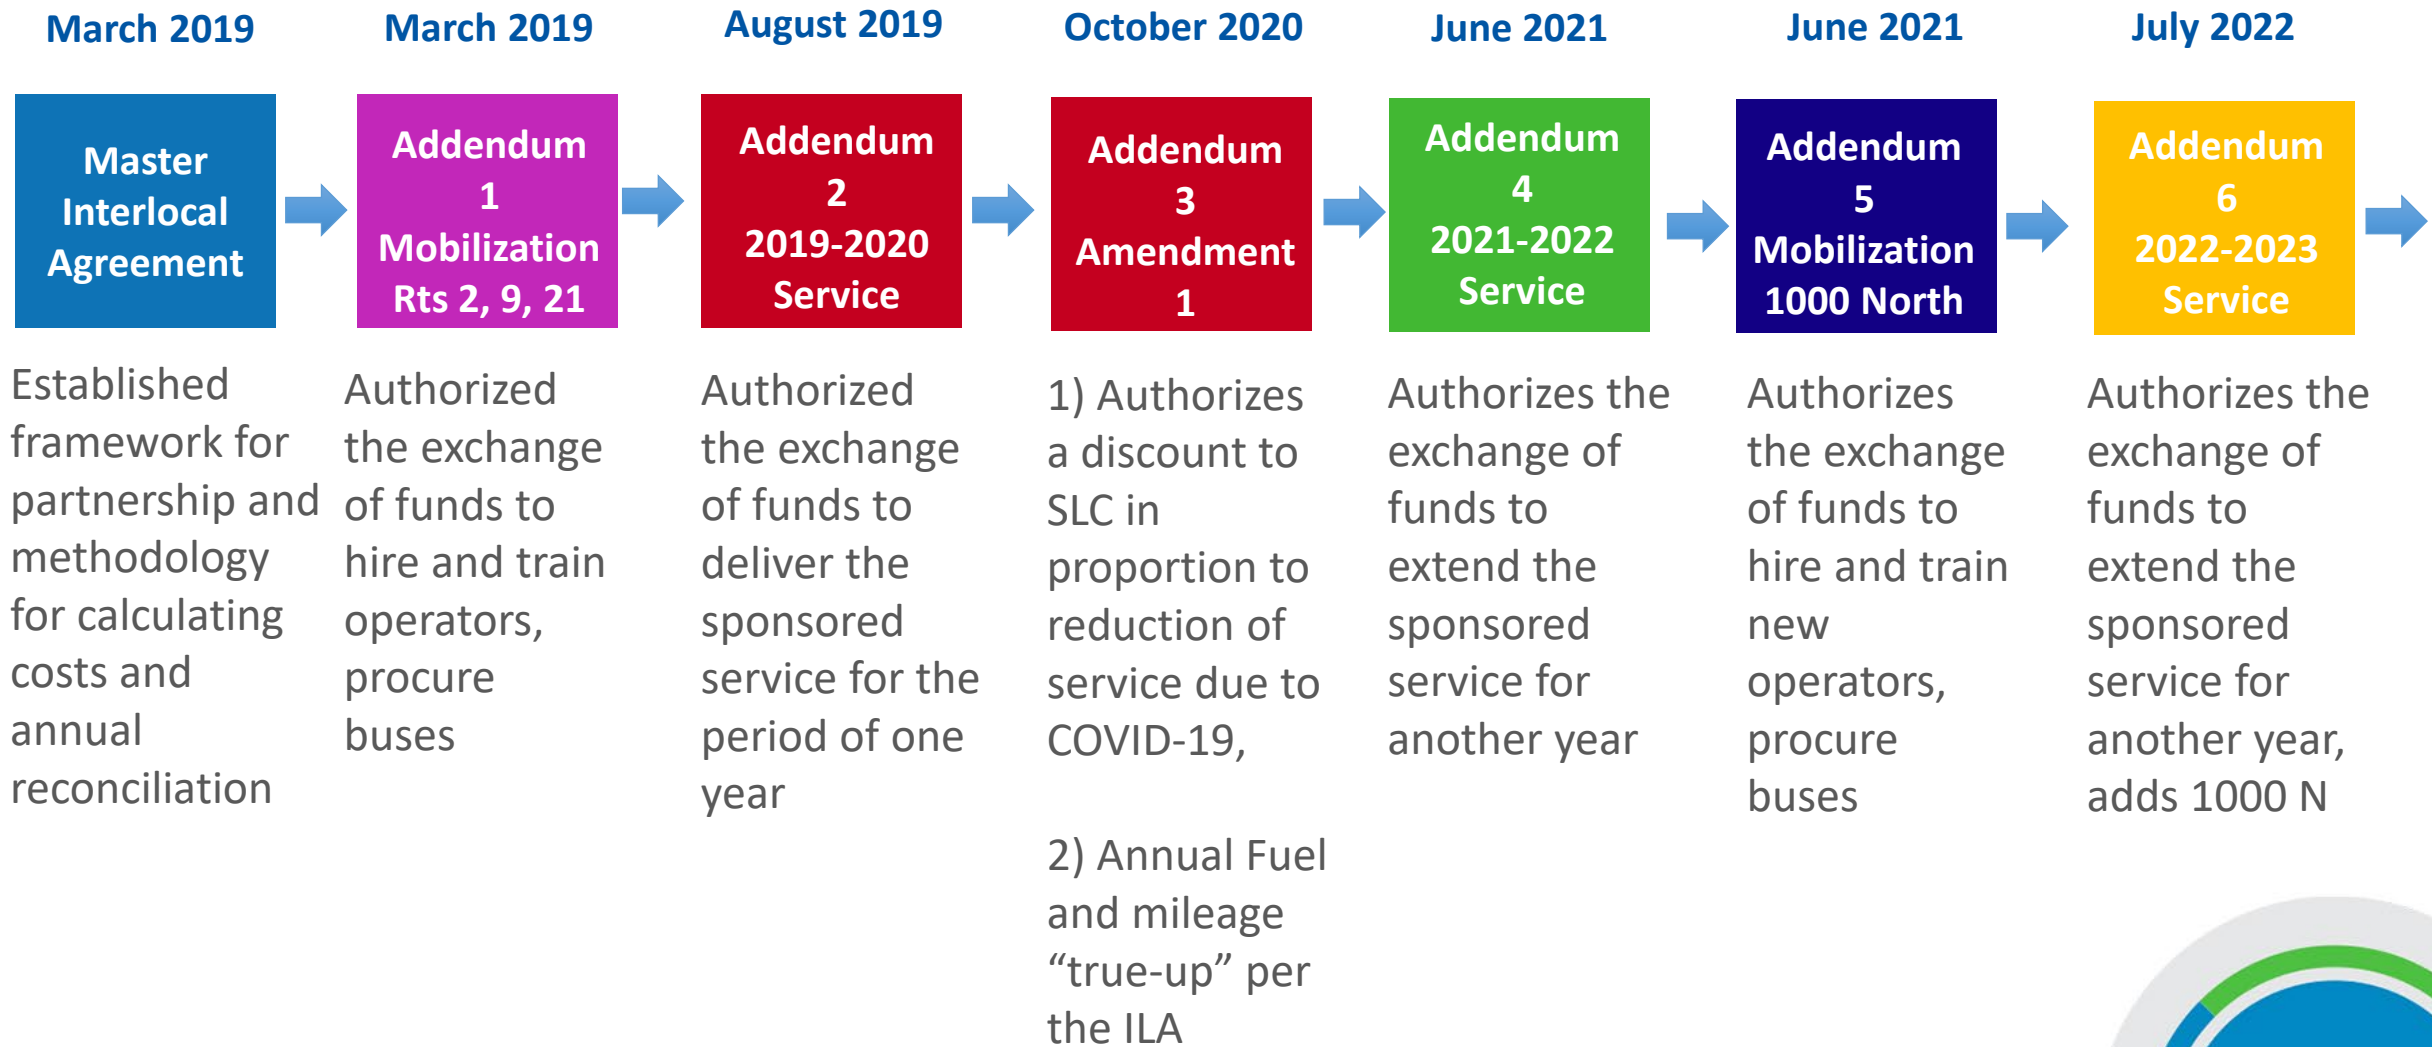 March 2019
Master
Interlocal
Agreement
Established
framework for
partnership and
methodology
for calculating
costs and
annual
reconciliation
March 2019
Addendum
1
Mobilization
Rts 2, 9, 21
Authorized
the exchange
of funds to
hire and train
operators,
procure
buses
August 2019
Addendum
2
2019-2020
Service
Authorized
the exchange
of funds to
deliver the
sponsored
service for the
period of one
year
October 2020
Addendum
3
Amendment
1
1) Authorizes
a discount to
SLC in
proportion to
reduction of
service due to
COVID-19,
2) Annual Fuel
and mileage
“true-up” per
the ILA
June 2021
Addendum
4
2021-2022
Service
Authorizes the
exchange of
funds to
extend the
sponsored
service for
another year
June 2021
Addendum
5
Mobilization
1000 North
Authorizes
the exchange
of funds to
hire and train
new
operators,
procure
buses
July 2022
Addendum
6
2022-2023
Service
Authorizes the
exchange of
funds to
extend the
sponsored
service for
another year,
adds 1000 N